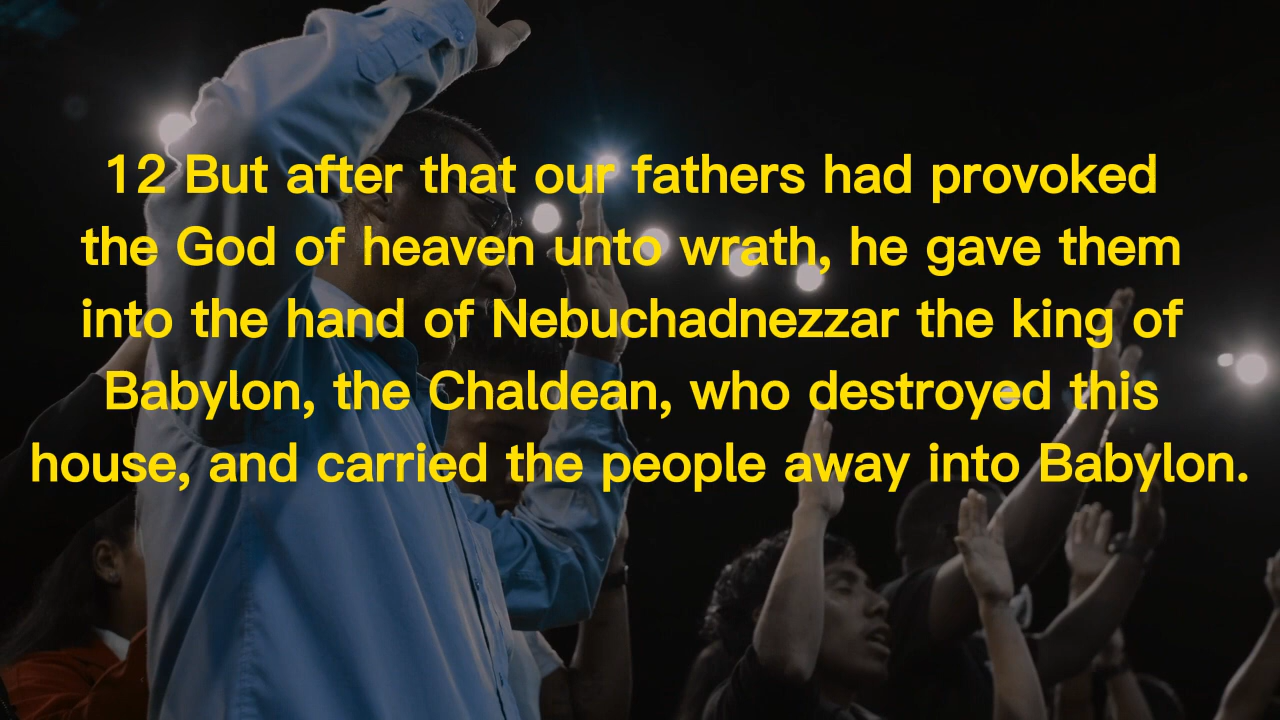 12 But after that our fathers had provoked
the God of heaven unto wrath, he gave them
into the hand of Nebuchadnezzar the king of
Babylon, the Chaldean, who destroyed this
house, and carried the people away into Babylon.